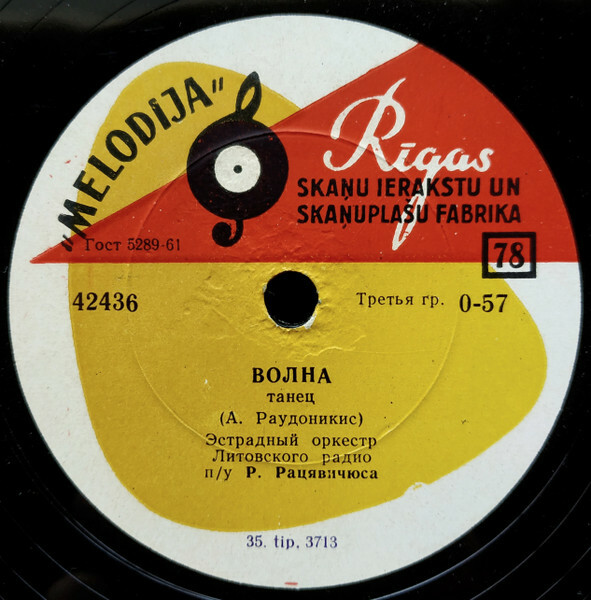 „MELODIJA”
Rīgas
SKAŅU IERAKSTU UN
SKAŅUPLAŠU FABRIKA
Гост 5289-61
78
42436
Третья гр. 0-57
ВОЛНА
танец
(А. Раудоникис)
Эстрадный оркестр
Литовского радио
п/у Р. Рацявичюса
35. tip, 3713